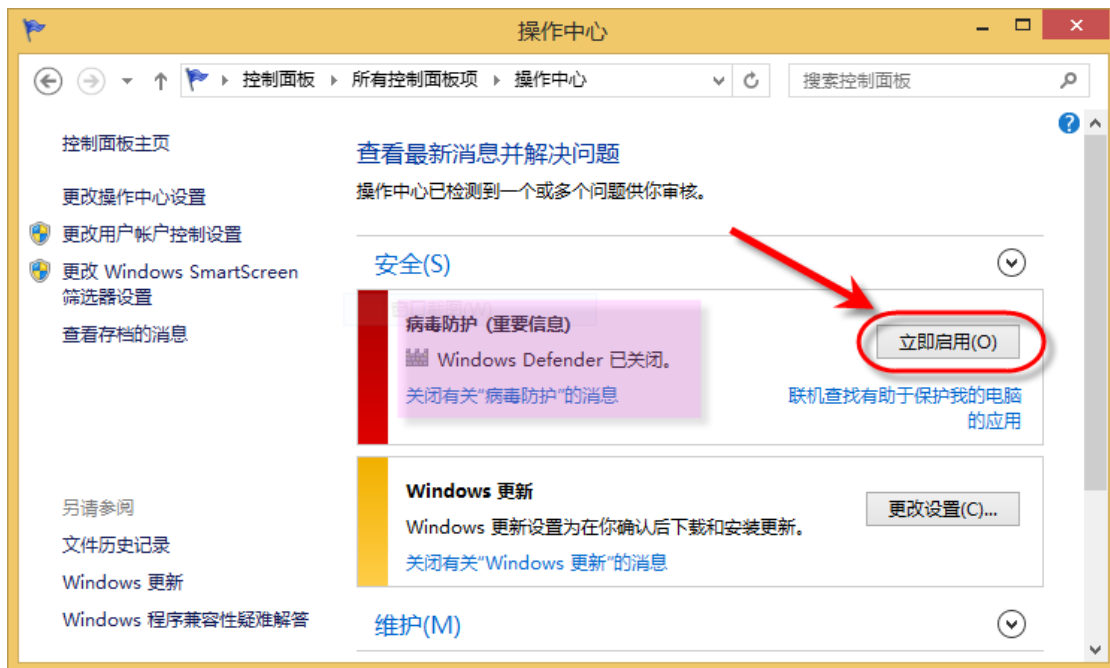 操作中心
控制面板 所有控制面板项 操作中心
搜索控制面板
控制面板主页
更改操作中心设置
更改用户帐户控制设置
更改 Windows SmartScreen
筛选器设置
查看存档的消息
另请参阅
文件历史记录
Windows 更新
Windows 程序兼容性疑难解答
查看最新消息并解决问题
操作中心已检测到一个或多个问题供你审核。
安全(S)
窗口截图(W)
病毒防护 (重要信息)
Windows Defender 已关闭。
关闭有关“病毒防护”的消息
立即启用(O)
联机查找有助于保护我的电脑
的应用
Windows 更新
Windows 更新设置为在你确认后下载和安装更新。
关闭有关“Windows 更新”的消息
更改设置(C)...
维护(M)